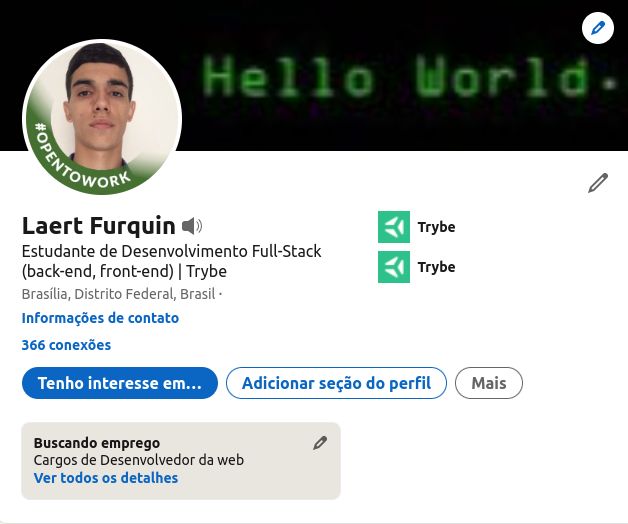 Hello World.
#OPENTOWORK
Laert Furquin
Estudante de Desenvolvimento Full-Stack
(back-end, front-end) | Trybe
Brasília, Distrito Federal, Brasil ·
Informações de contato
366 conexões
Trybe
Trybe
Tenho interesse em...
Adicionar seção do perfil
Mais
Buscando emprego
Cargos de Desenvolvedor da web
Ver todos os detalhes